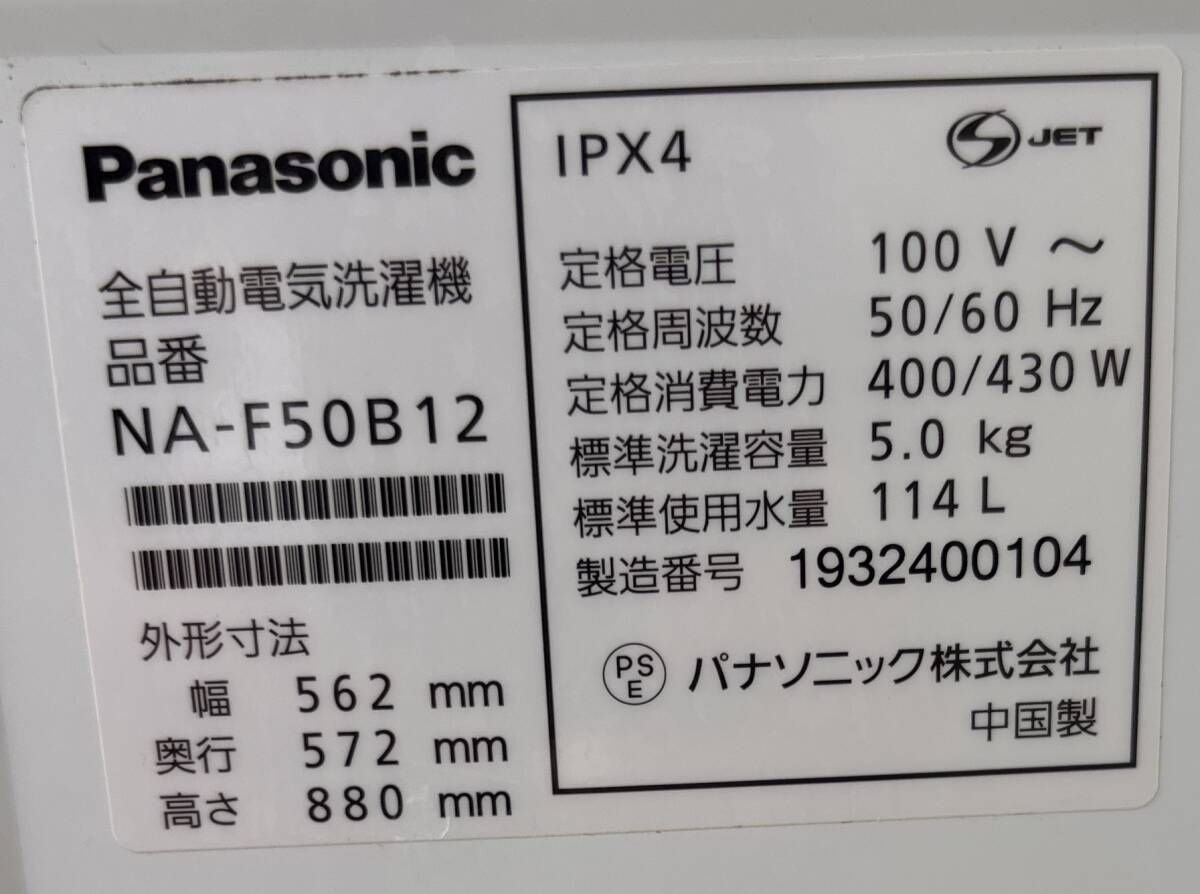 Panasonic
全自動電気洗濯機
品番
NA-F50B12
外形寸法
幅 562 mm
奥行 572 mm
高さ 880 mm
IPX4
S JET
定格電圧 100 V ~
定格周波数 50/60 Hz
定格消費電力 400/430 W
標準洗濯容量 5.0 kg
標準使用水量 114 L
製造番号 1932400104
PS
E パナソニック株式会社
中国製